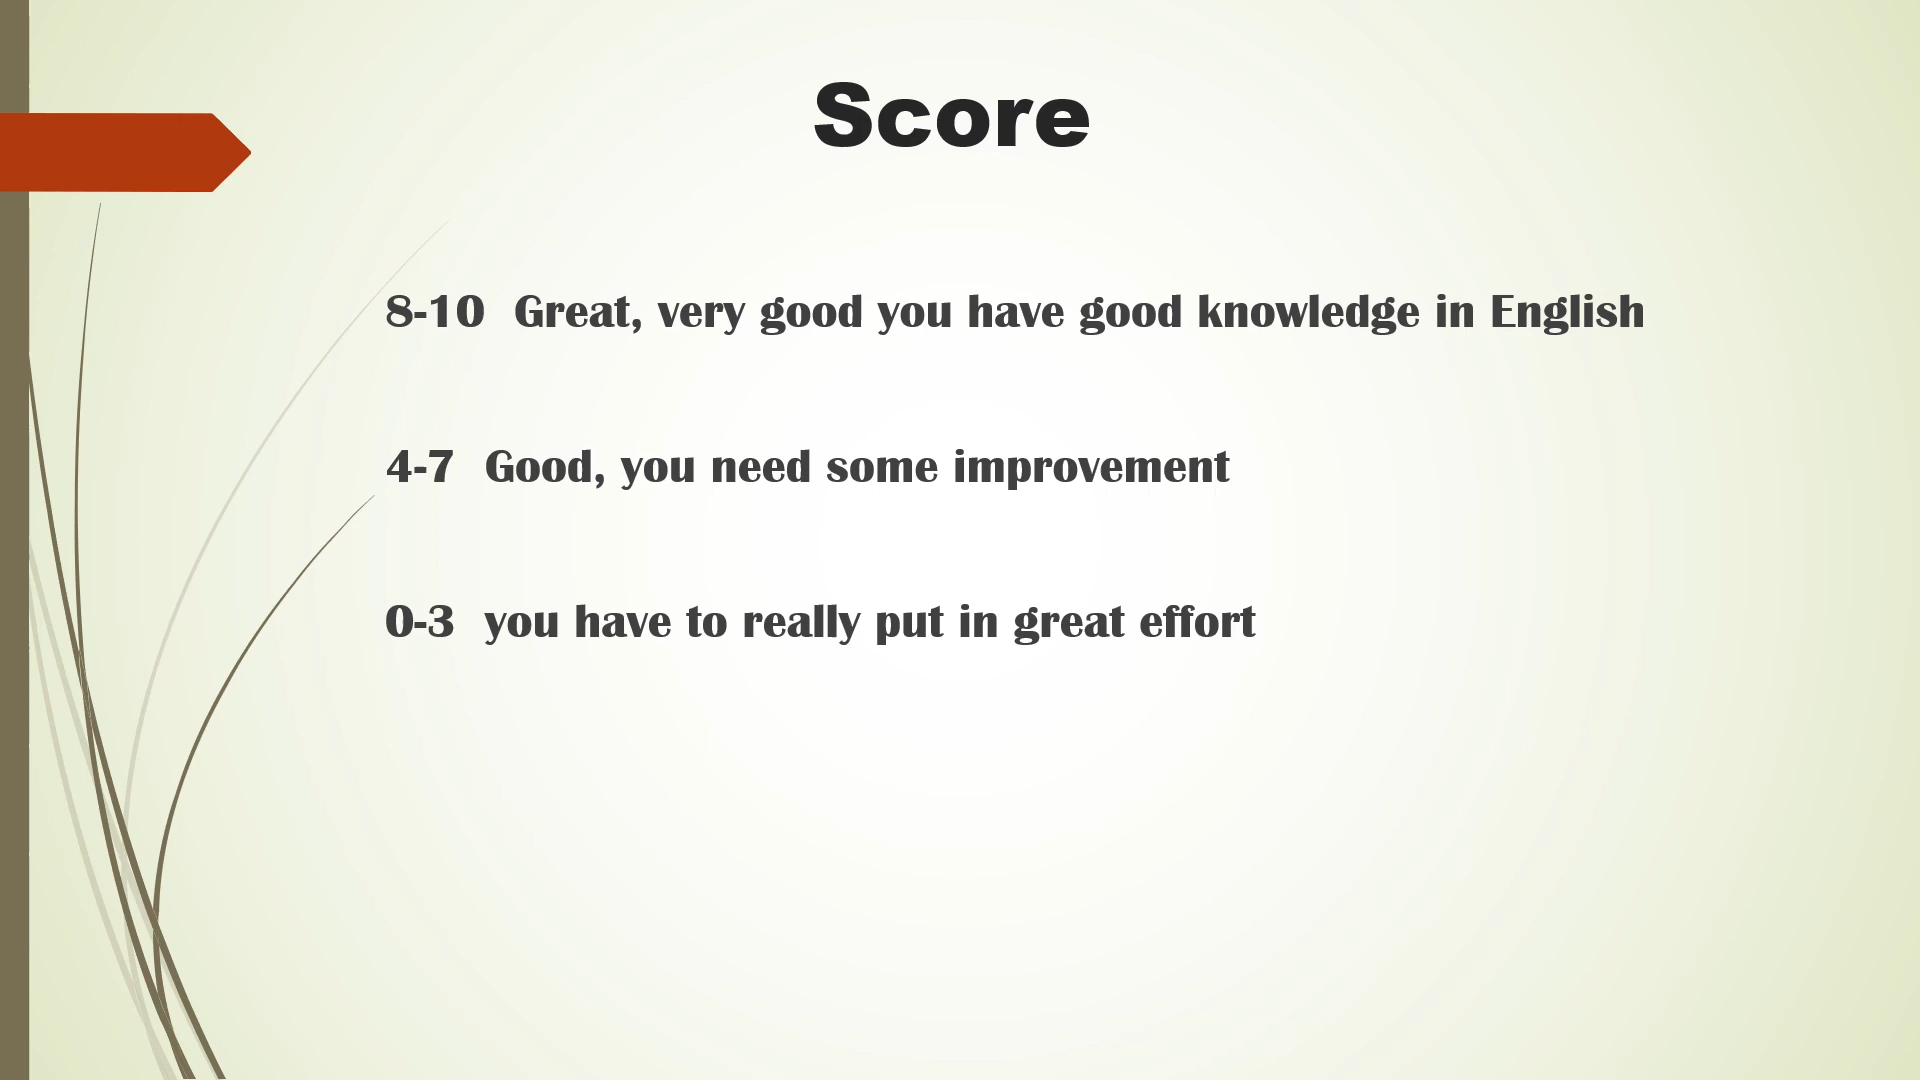 Score
8-10 Great, very good you have good knowledge in English
4-7 Good, you need some improvement
0-3 you have to really put in great effort